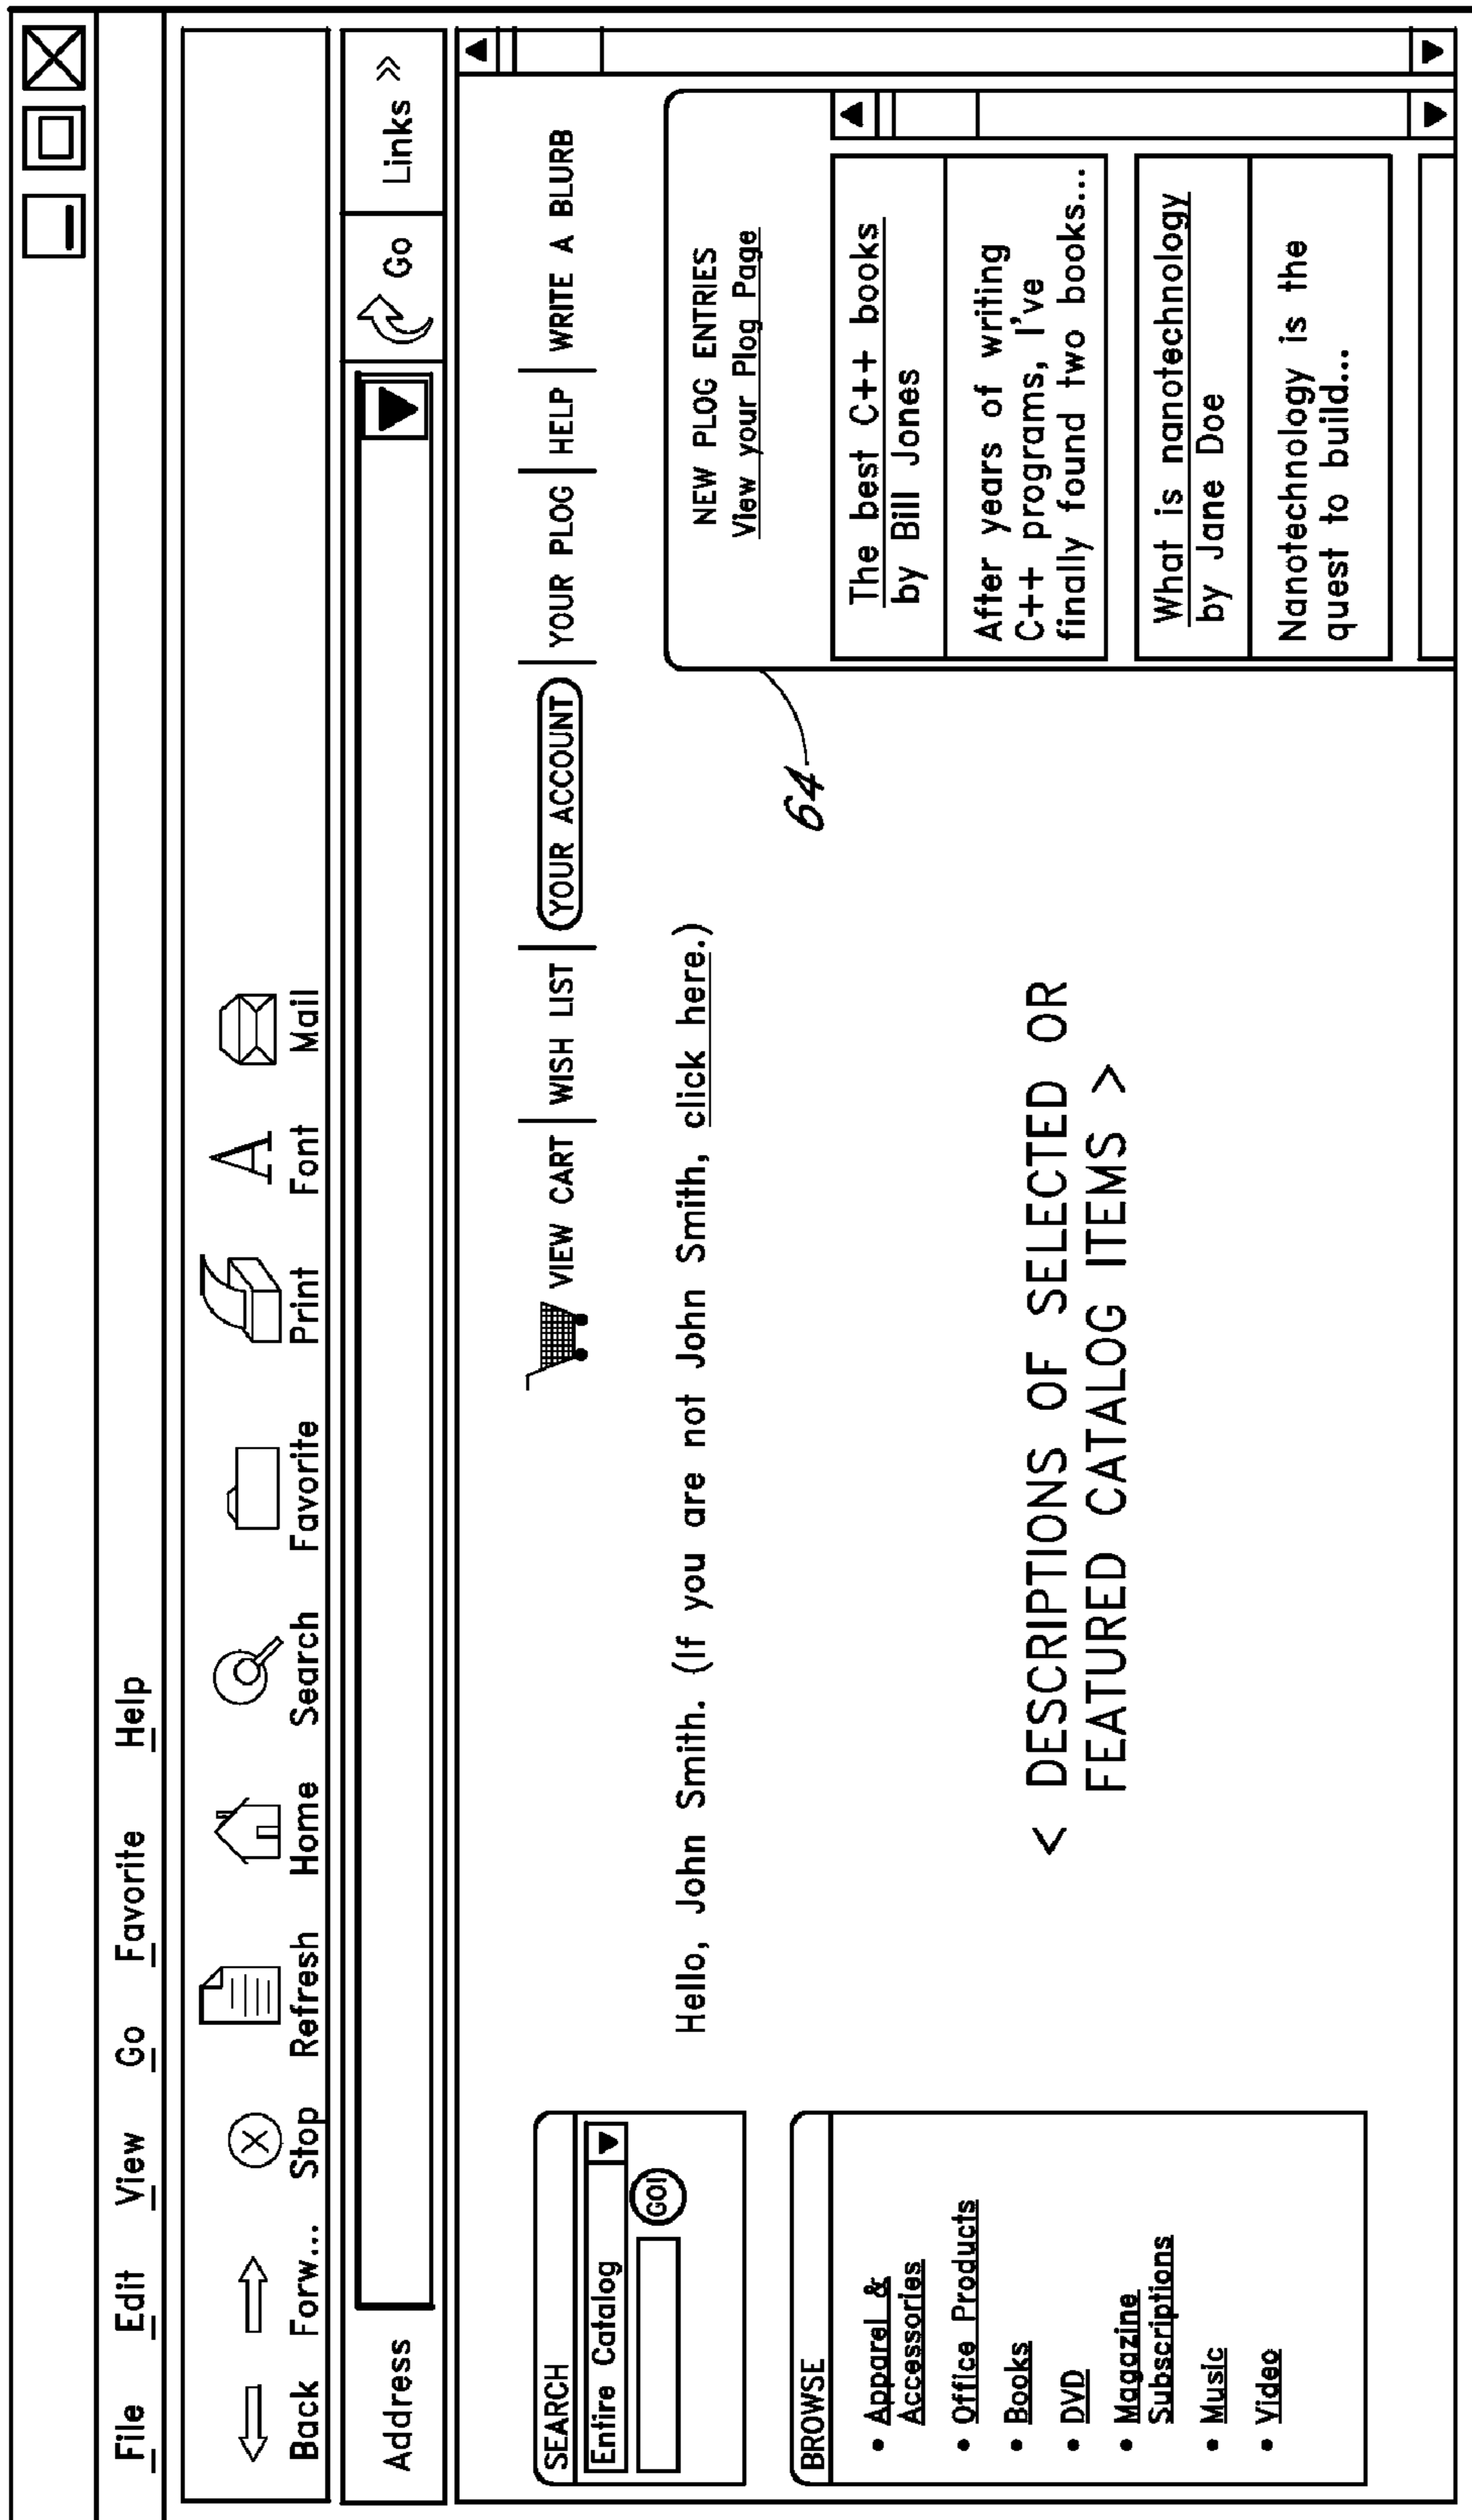 File Edit View Go Favorite Help
Back Forw... Stop Refresh Home Search Favorite Print Font Mail
Address Go Links »
VIEW CART | WISH LIST | YOUR ACCOUNT | YOUR PLOG | HELP | WRITE A BLURB
SEARCH
Entire Catalog
GO!
Hello, John Smith. (If you are not John Smith, click here.)
BROWSE
• Apparel &
Accessories
• Office Products
• Books
• DVD
• Magazine
Subscriptions
• Music
• Video
< DESCRIPTIONS OF SELECTED OR
FEATURED CATALOG ITEMS >
64
NEW PLOG ENTRIES
View your Plog Page
The best C++ books
by Bill Jones
After years of writing
C++ programs, I've
finally found two books...
What is nanotechnology
by Jane Doe
Nanotechnology is the
quest to build...